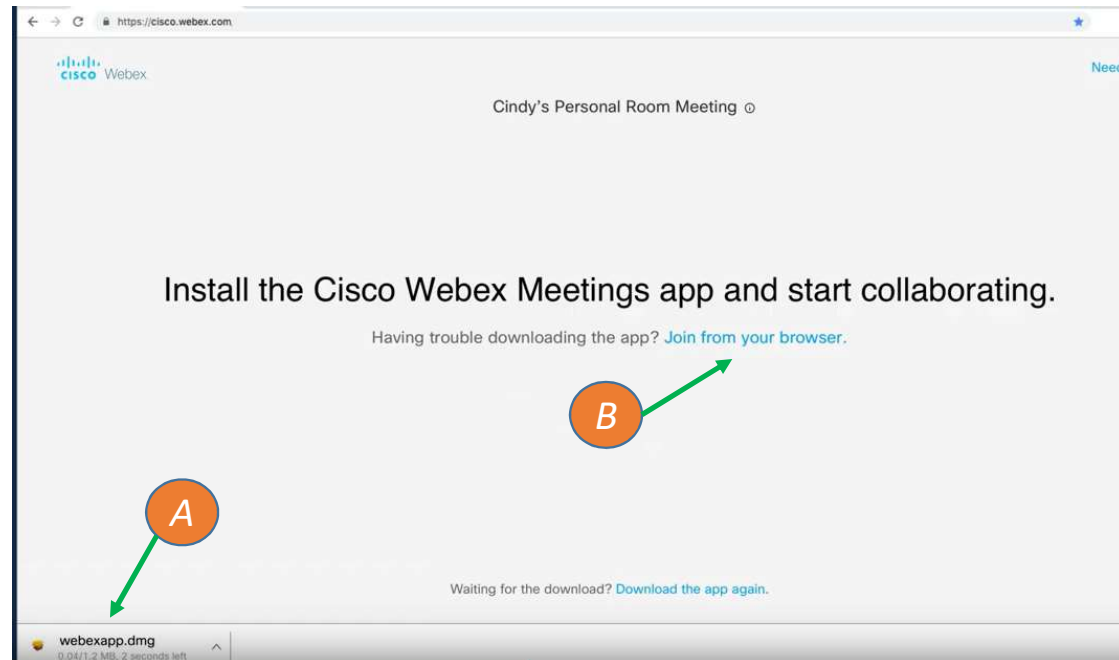 https://cisco.webex.com
cisco Webex
Need
Cindy's Personal Room Meeting
Install the Cisco Webex Meetings app and start collaborating.
Having trouble downloading the app? Join from your browser.
B
A
Waiting for the download? Download the app again.
webexapp.dmg
0.04/1.2 MB, 2 seconds left